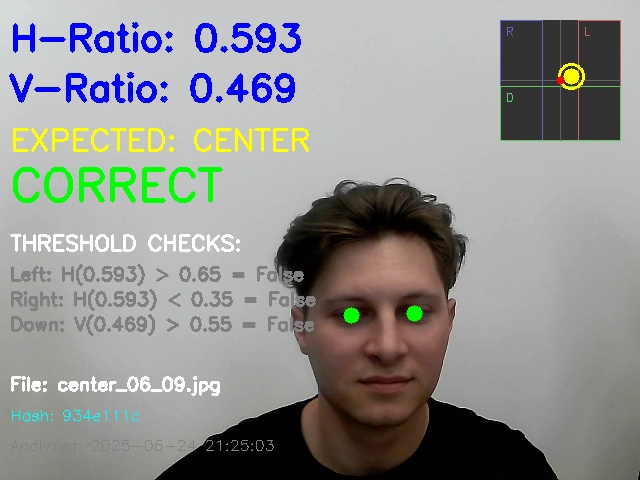 H-Ratio: 0.593
V-Ratio: 0.469
EXPECTED: CENTER
CORRECT
THRESHOLD CHECKS:
Left: H(0.593) > 0.65 = False
Right: H(0.593) < 0.35 = False
Down: V(0.469) > 0.55 = False
File: center_06_09.jpg
Hash: 934e111c
Analyzed: 2025-06-24 21:25:03
R
L
D